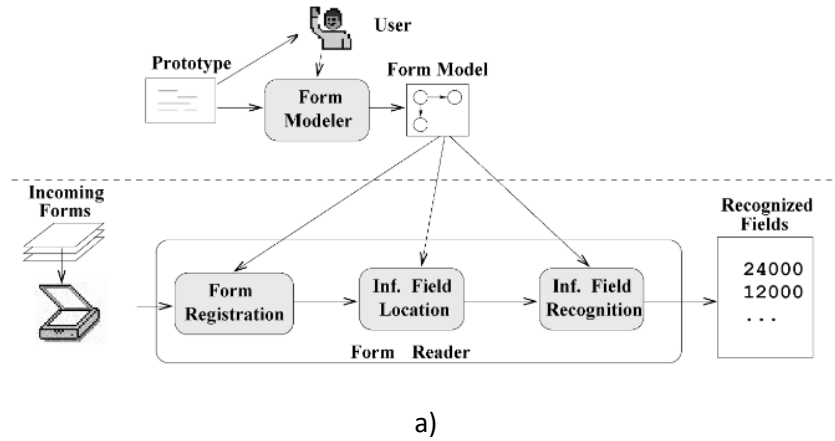 User
Prototype
Form Model
Form
Modeler
Incoming
Forms
Recognized
Fields
24000
12000
...
Form
Registration
Inf. Field
Location
Inf. Field
Recognition
Form Reader
a)